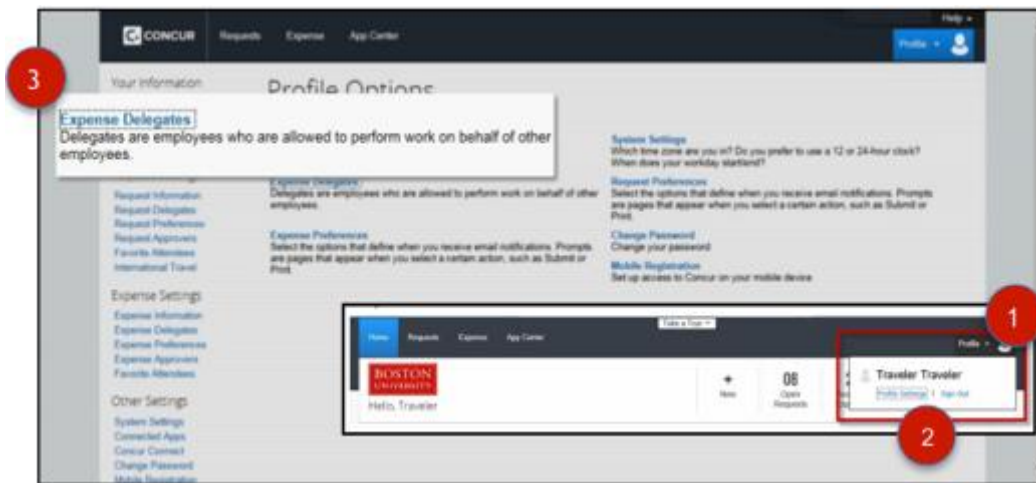 Help
CONCUR
Requests Expense App Center
Profile
3
Your Information
Profile Options
Expense Delegates
Delegates are employees who are allowed to perform work on behalf of other
employees.
System Settings
Which time zone are you in? Do you prefer to use a 12 or 24-hour clock?
When does your workday start/end?
Request Information
Request Delegates
Request Preferences
Request Approvers
Favorite Attendees
International Travel
Expense Delegates
Delegates are employees who are allowed to perform work on behalf of other
employees.
Request Preferences
Select the options that define when you receive email notifications. Prompts
are pages that appear when you select a certain action, such as Submit or
Print.
Expense Preferences
Select the options that define when you receive email notifications. Prompts
are pages that appear when you select a certain action, such as Submit or
Print.
Change Password
Change your password
Mobile Registration
Set up access to Concur on your mobile device
Expense Settings
Expense Information
Expense Delegates
Expense Preferences
Expense Approvers
Favorite Attendees
Other Settings
System Settings
Connected Apps
Concur Connect
Change Password
Mobile Registration
1
Take a Tour
Home Requests Expense App Center
Profile
BOSTON
UNIVERSITY
Hello, Traveler
+
New
08
Open
Requests
Traveler Traveler
Profile Settings | Sign Out
2